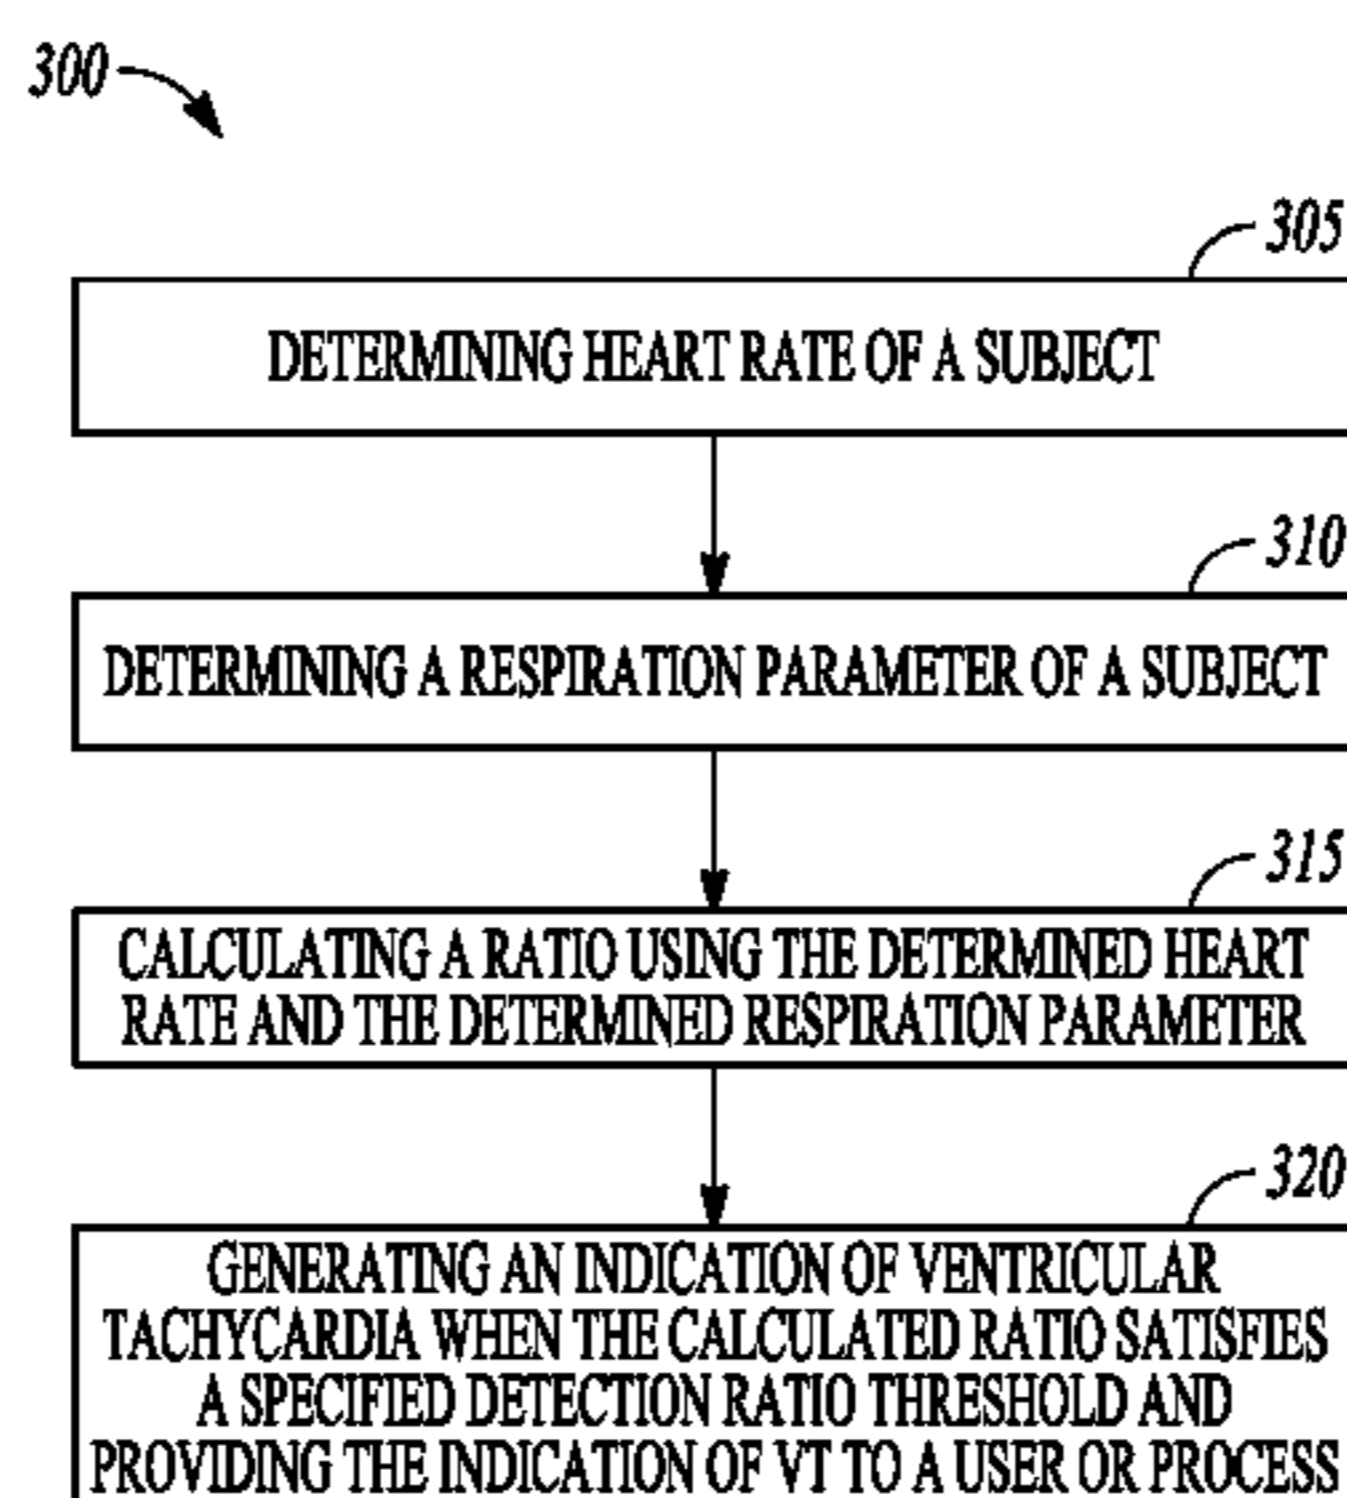 300
305
DETERMINING HEART RATE OF A SUBJECT
310
DETERMINING A RESPIRATION PARAMETER OF A SUBJECT
315
CALCULATING A RATIO USING THE DETERMINED HEART
RATE AND THE DETERMINED RESPIRATION PARAMETER
320
GENERATING AN INDICATION OF VENTRICULAR
TACHYCARDIA WHEN THE CALCULATED RATIO SATISFIES
A SPECIFIED DETECTION RATIO THRESHOLD AND
PROVIDING THE INDICATION OF VT TO A USER OR PROCESS